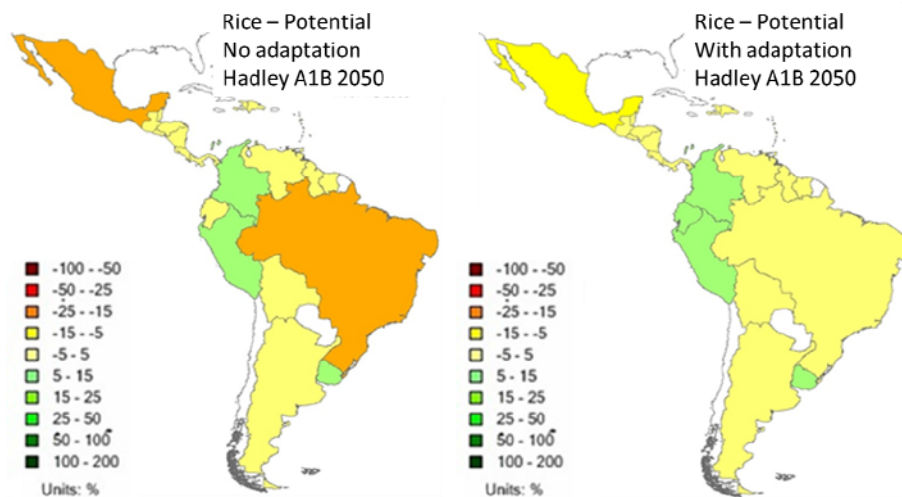 Rice – Potential
No adaptation
Hadley A1B 2050
-100 - -50
-50 - -25
-25 - -15
-15 - -5
-5 - 5
5 - 15
15 - 25
25 - 50
50 - 100
100 - 200
Units: %
Rice – Potential
With adaptation
Hadley A1B 2050
-100 - -50
-50 - -25
-25 - -15
-15 - -5
-5 - 5
5 - 15
15 - 25
25 - 50
50 - 100
100 - 200
Units: %